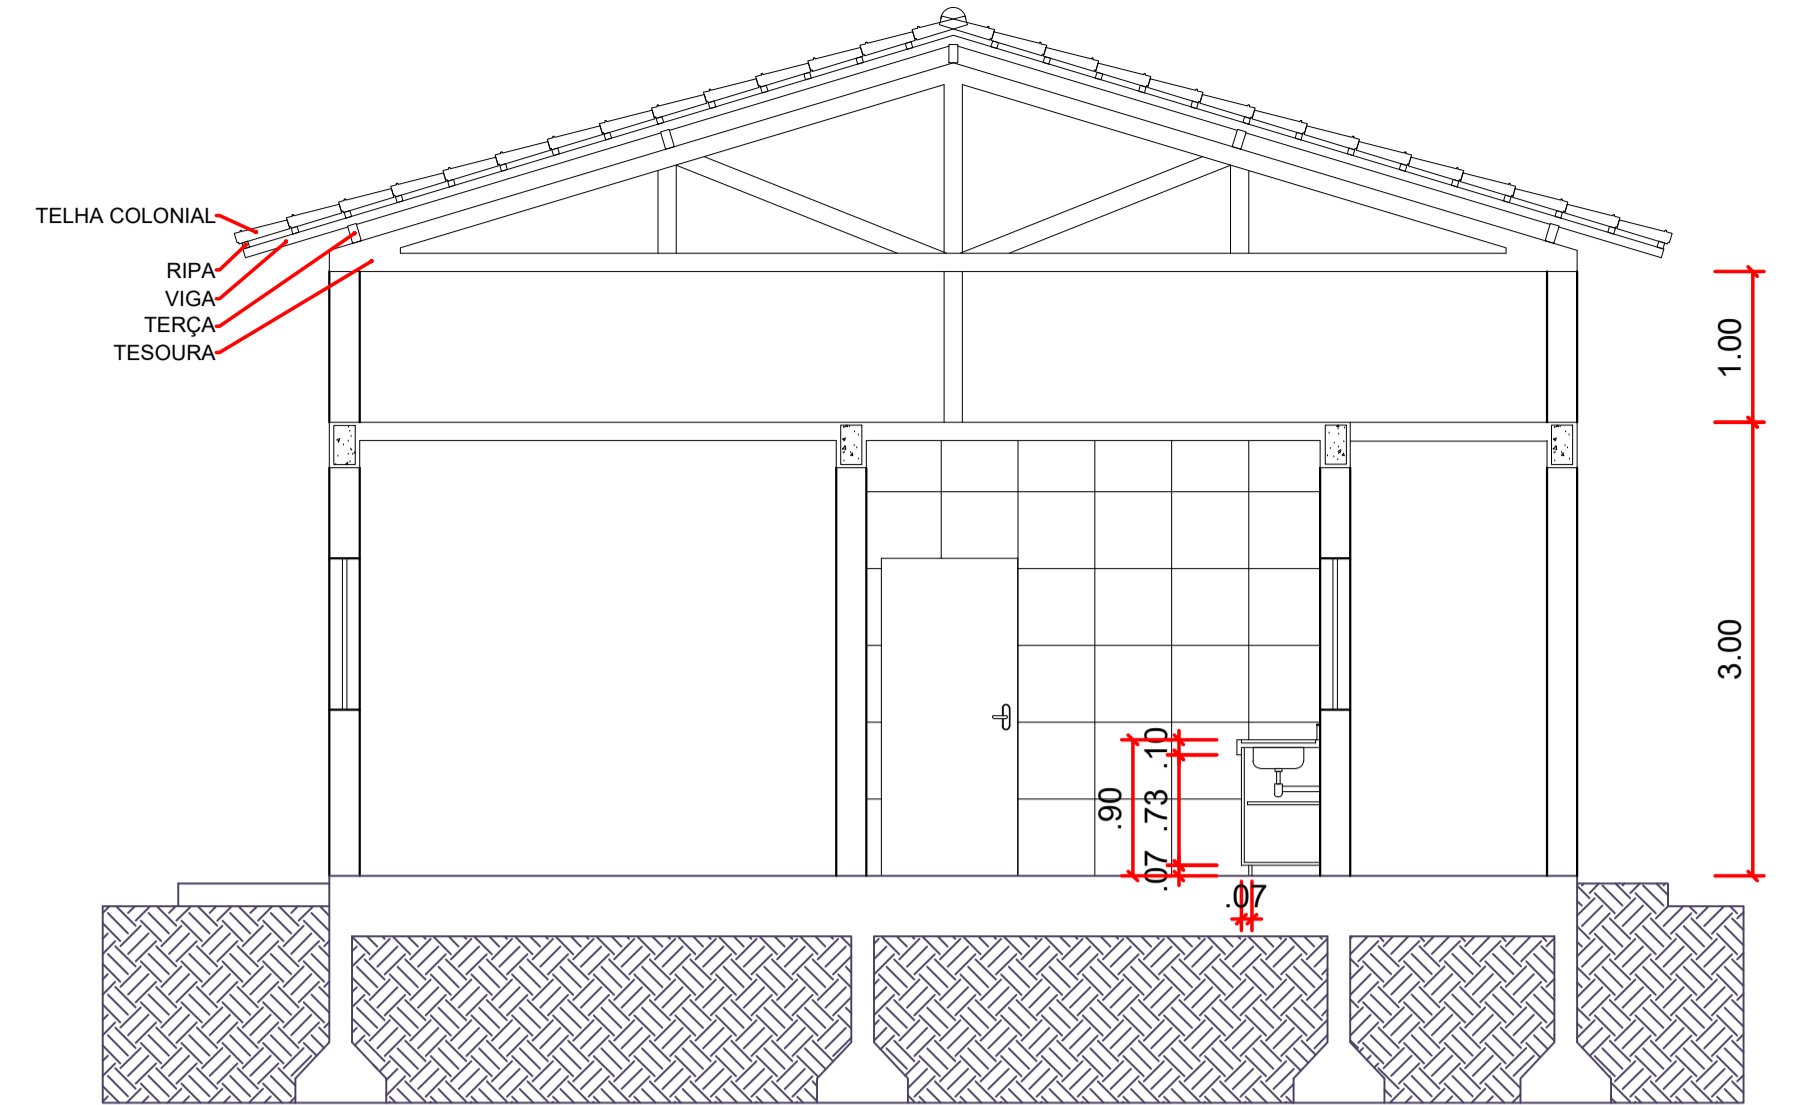 TELHA COLONIAL
RIPA
VIGA
TERÇA
TESOURA
1.00
3.00
.10
.90
.73
.07
.07